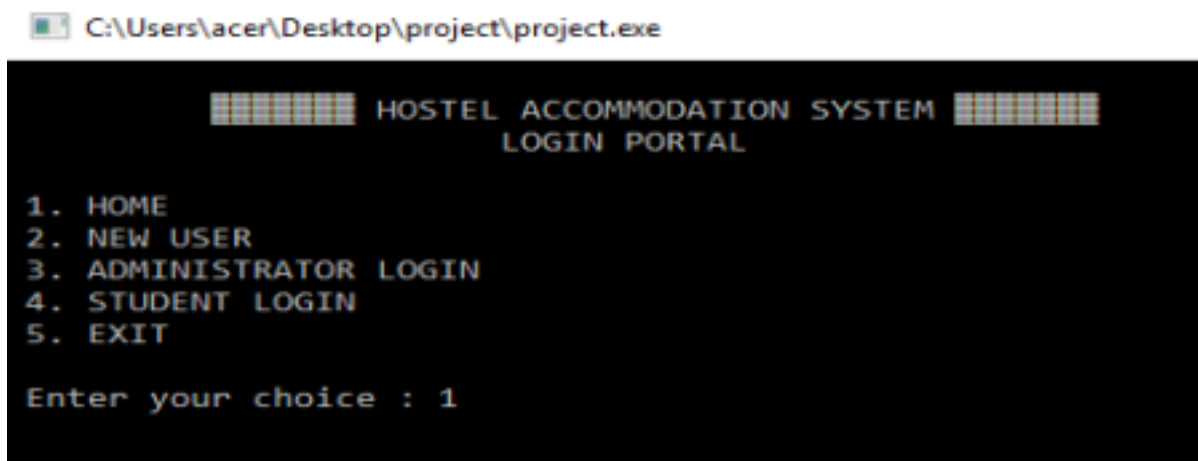 C:\Users\acer\Desktop\project\project.exe
▓▓▓▓▓▓▓ HOSTEL ACCOMMODATION SYSTEM ▓▓▓▓▓▓▓
LOGIN PORTAL
1. HOME
2. NEW USER
3. ADMINISTRATOR LOGIN
4. STUDENT LOGIN
5. EXIT
Enter your choice : 1